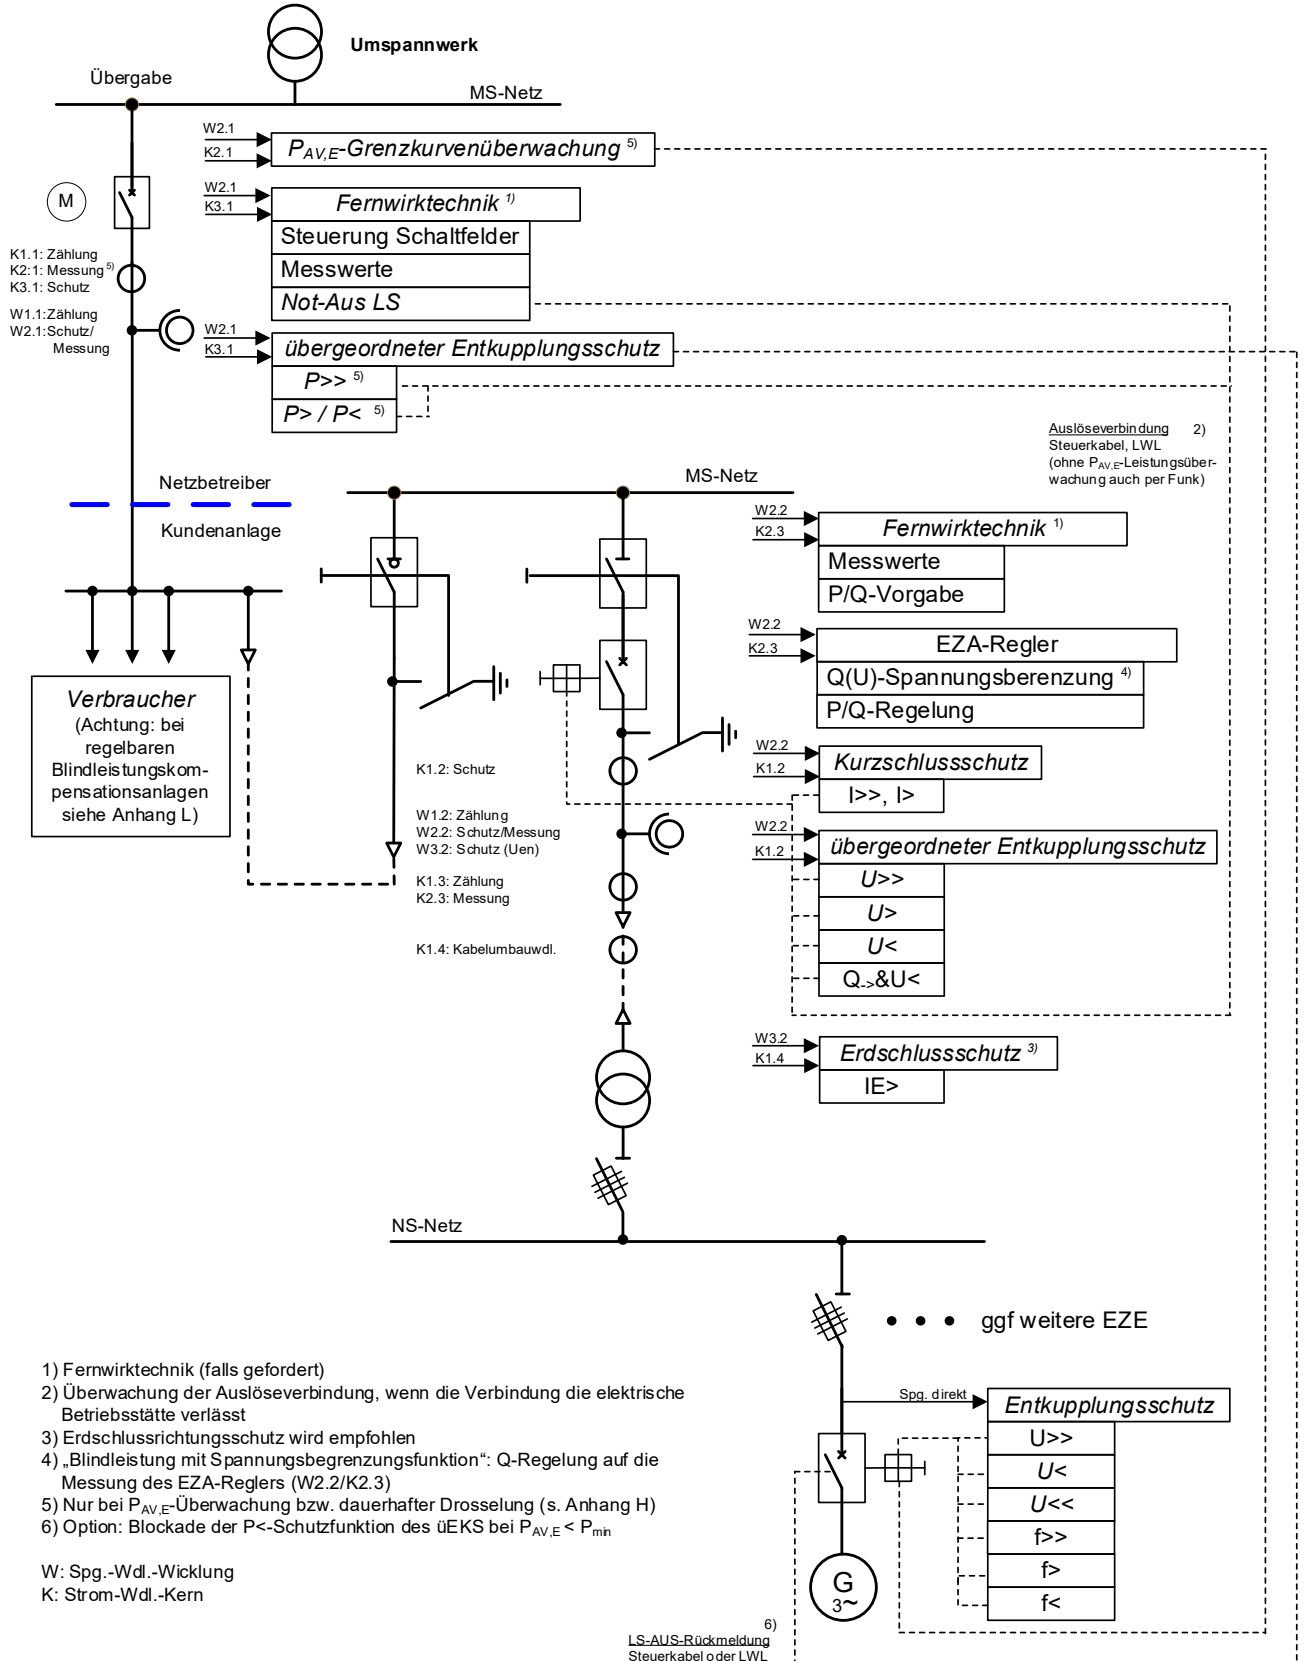 Umspannwerk
Übergabe
MS-Netz
W2.1
K2.1
P_AV,E-Grenzkurvenüberwachung 5)
M
W2.1
K3.1
Fernwirktechnik 1)
Steuerung Schaltfelder
Messwerte
Not-Aus LS
K1.1: Zählung
K2:1: Messung 5)
K3.1: Schutz
W1.1:Zählung
W2.1:Schutz/
Messung
W2.1
K3.1
übergeordneter Entkupplungsschutz
P>> 5)
P> / P< 5)
Auslöseverbindung 2)
Steuerkabel, LWL
(ohne P_AV,E-Leistungsüber-
wachung auch per Funk)
Netzbetreiber
Kundenanlage
MS-Netz
W2.2
K2.3
Fernwirktechnik 1)
Messwerte
P/Q-Vorgabe
W2.2
K2.3
EZA-Regler
Q(U)-Spannungsberenzung 4)
P/Q-Regelung
Verbraucher
(Achtung: bei
regelbaren
Blindleistungskom-
pensationsanlagen
siehe Anhang L)
W2.2
K1.2
Kurzschlussschutz
I>>, I>
K1.2: Schutz
W1.2: Zählung
W2.2: Schutz/Messung
W3.2: Schutz (Uen)
K1.3: Zählung
K2.3: Messung
K1.4: Kabelumbauwdl.
W2.2
K1.2
übergeordneter Entkupplungsschutz
U>>
U>
U<
Q->&U<
W3.2
K1.4
Erdschlussschutz 3)
IE>
NS-Netz
ggf weitere EZE
Spg. direkt
Entkupplungsschutz
U>>
U<
U<<
f>>
f>
f<
G
3~
1) Fernwirktechnik (falls gefordert)
2) Überwachung der Auslöseverbindung, wenn die Verbindung die elektrische
Betriebsstätte verlässt
3) Erdschlussrichtungsschutz wird empfohlen
4) „Blindleistung mit Spannungsbegrenzungsfunktion“: Q-Regelung auf die
Messung des EZA-Reglers (W2.2/K2.3)
5) Nur bei P_AV,E-Überwachung bzw. dauerhafter Drosselung (s. Anhang H)
6) Option: Blockade der P<-Schutzfunktion des üEKS bei P_AV,E < P_min
W: Spg.-Wdl.-Wicklung
K: Strom-Wdl.-Kern
6)
LS-AUS-Rückmeldung
Steuerkabel oder LWL